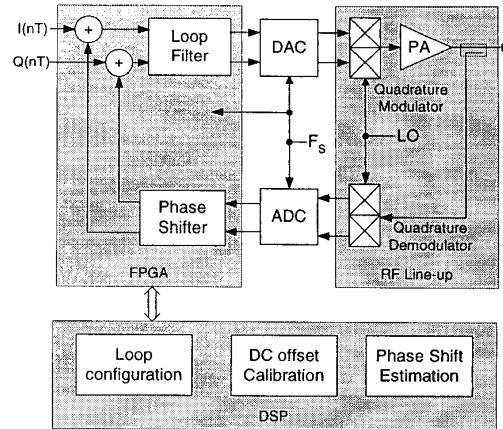 I(nT)
Q(nT)
+
+
Loop
Filter
DAC
PA
Quadrature
Modulator
Fs
LO
Phase
Shifter
ADC
Quadrature
Demodulator
FPGA
RF Line-up
Loop
configuration
DC offset
Calibration
Phase Shift
Estimation
DSP